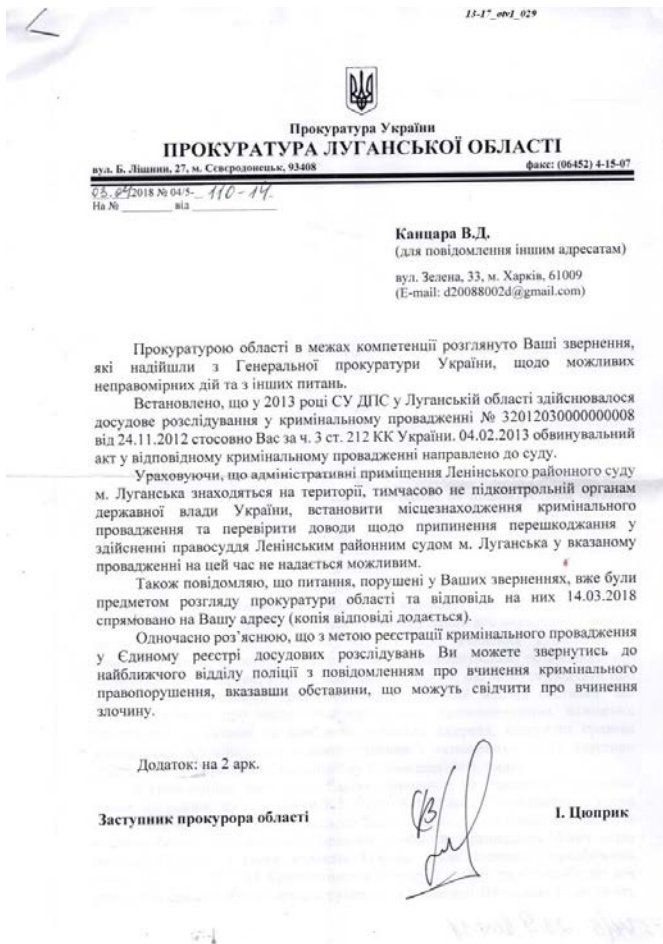 13-17_otv1_029
Прокуратура України
ПРОКУРАТУРА ЛУГАНСЬКОЇ ОБЛАСТІ
вул. Б. Ліщини, 27, м. Сєвєродонецьк, 93408 факс: (06452) 4-15-07
03.04.2018 № 04/5- 110-14
На № ________ від ________
Канцара В.Д.
(для повідомлення іншим адресатам)
вул. Зелена, 33, м. Харків, 61009
(E-mail: d20088002d@gmail.com)
Прокуратурою області в межах компетенції розглянуто Ваші звернення,
які надійшли з Генеральної прокуратури України, щодо можливих
неправомірних дій та з інших питань.
Встановлено, що у 2013 році СУ ДПС у Луганській області здійснювалося
досудове розслідування у кримінальному провадженні № 32012030000000008
від 24.11.2012 стосовно Вас за ч. 3 ст. 212 КК України. 04.02.2013 обвинувальний
акт у відповідному кримінальному провадженні направлено до суду.
Ураховуючи, що адміністративні приміщення Ленінського районного суду
м. Луганська знаходяться на території, тимчасово не підконтрольній органам
державної влади України, встановити місцезнаходження кримінального
провадження та перевірити доводи щодо припинення перешкоджання у
здійсненні правосуддя Ленінським районним судом м. Луганська у вказаному
провадженні на цей час не надається можливим.
Також повідомляю, що питання, порушені у Ваших зверненнях, вже були
предметом розгляду прокуратури області та відповідь на них 14.03.2018
спрямовано на Вашу адресу (копія відповіді додається).
Одночасно роз’яснюю, що з метою реєстрації кримінального провадження
у Єдиному реєстрі досудових розслідувань Ви можете звернутись до
найближчого відділу поліції з повідомленням про вчинення кримінального
правопорушення, вказавши обставини, що можуть свідчити про вчинення
злочину.
Додаток: на 2 арк.
Заступник прокурора області І. Цюприк